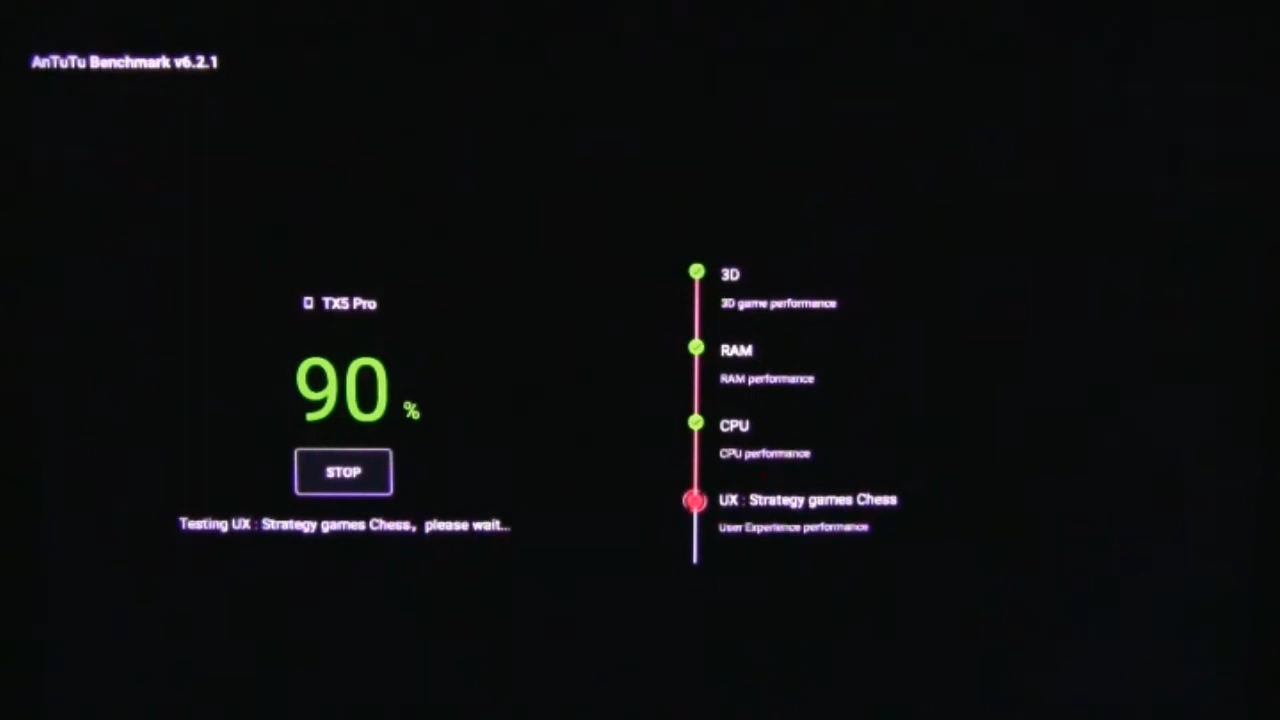 AnTuTu Benchmark v6.2.1
TX5 Pro
90 %
STOP
Testing UX : Strategy games Chess, please wait...
3D
3D game performance
RAM
RAM performance
CPU
CPU performance
UX : Strategy games Chess
User Experience performance